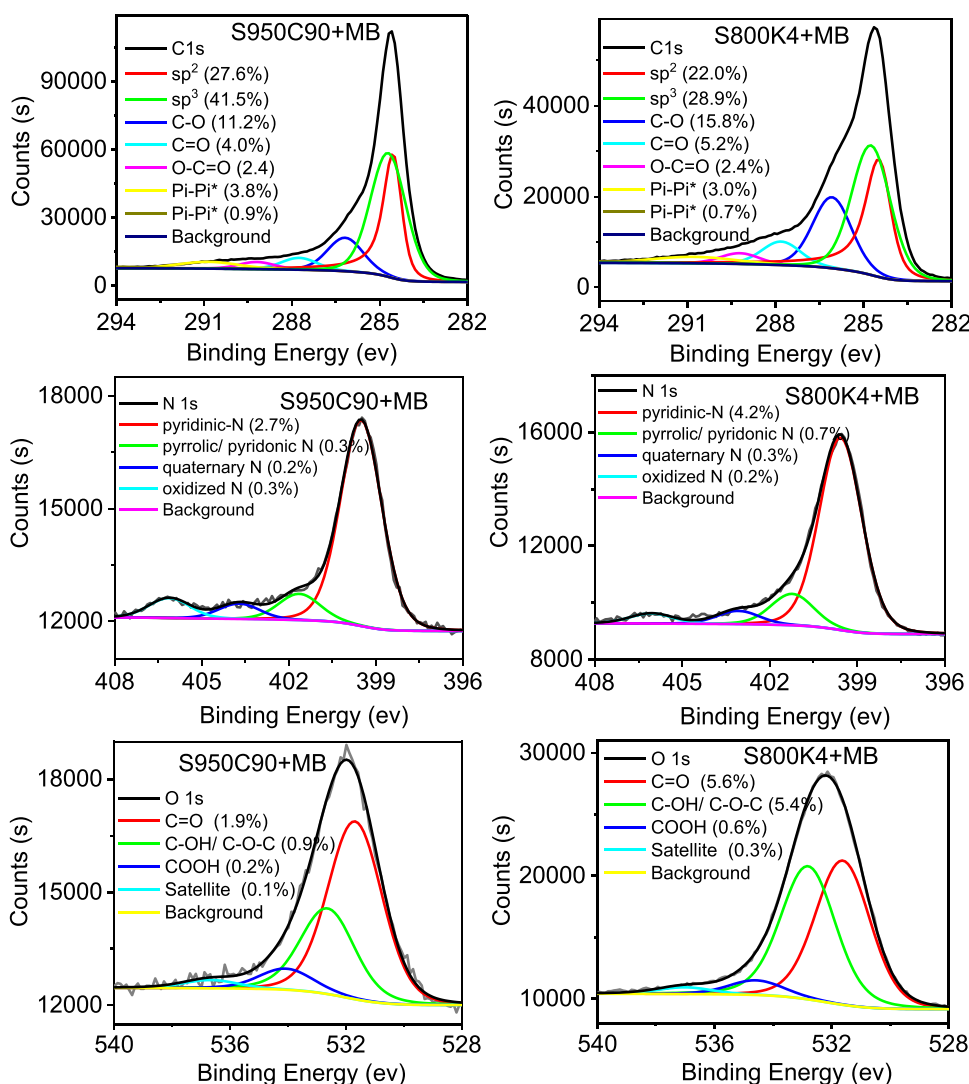 S950C90+MB
C1s
sp² (27.6%)
sp³ (41.5%)
C-O (11.2%)
C=O (4.0%)
O-C=O (2.4)
Pi-Pi* (3.8%)
Pi-Pi* (0.9%)
Background
Counts (s)
90000
60000
30000
0
294 291 288 285 282
Binding Energy (ev)
S800K4+MB
C1s
sp² (22.0%)
sp³ (28.9%)
C-O (15.8%)
C=O (5.2%)
O-C=O (2.4%)
Pi-Pi* (3.0%)
Pi-Pi* (0.7%)
Background
Counts (s)
40000
20000
0
294 291 288 285 282
Binding Energy (ev)
S950C90+MB
N 1s
pyridinic-N (2.7%)
pyrrolic/ pyridonic N (0.3%)
quaternary N (0.2%)
oxidized N (0.3%)
Background
Counts (s)
18000
15000
12000
408 405 402 399 396
Binding Energy (ev)
S800K4+MB
N 1s
pyridinic-N (4.2%)
pyrrolic/ pyridonic N (0.7%)
quaternary N (0.3%)
oxidized N (0.2%)
Background
Counts (s)
16000
12000
8000
408 405 402 399 396
Binding Energy (ev)
S950C90+MB
O 1s
C=O (1.9%)
C-OH/ C-O-C (0.9%)
COOH (0.2%)
Satellite (0.1%)
Background
Counts (s)
18000
15000
12000
540 536 532 528
Binding Energy (ev)
S800K4+MB
O 1s
C=O (5.6%)
C-OH/ C-O-C (5.4%)
COOH (0.6%)
Satellite (0.3%)
Background
Counts (s)
30000
20000
10000
540 536 532 528
Binding Energy (ev)